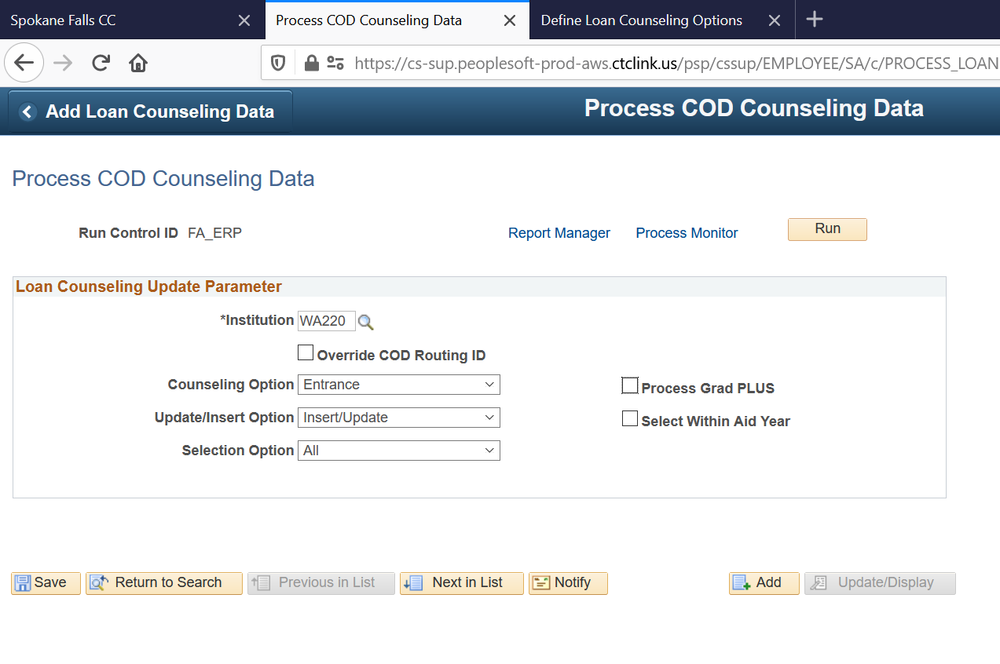 Spokane Falls CC
Process COD Counseling Data
Define Loan Counseling Options
https://cs-sup.peoplesoft-prod-aws.ctclink.us/psp/cssup/EMPLOYEE/SA/c/PROCESS_LOAN
Add Loan Counseling Data
Process COD Counseling Data
Process COD Counseling Data
Run Control ID FA_ERP Report Manager Process Monitor Run
Loan Counseling Update Parameter
*Institution WA220
Override COD Routing ID
Counseling Option Entrance Process Grad PLUS
Update/Insert Option Insert/Update Select Within Aid Year
Selection Option All
Save Return to Search Previous in List Next in List Notify Add Update/Display